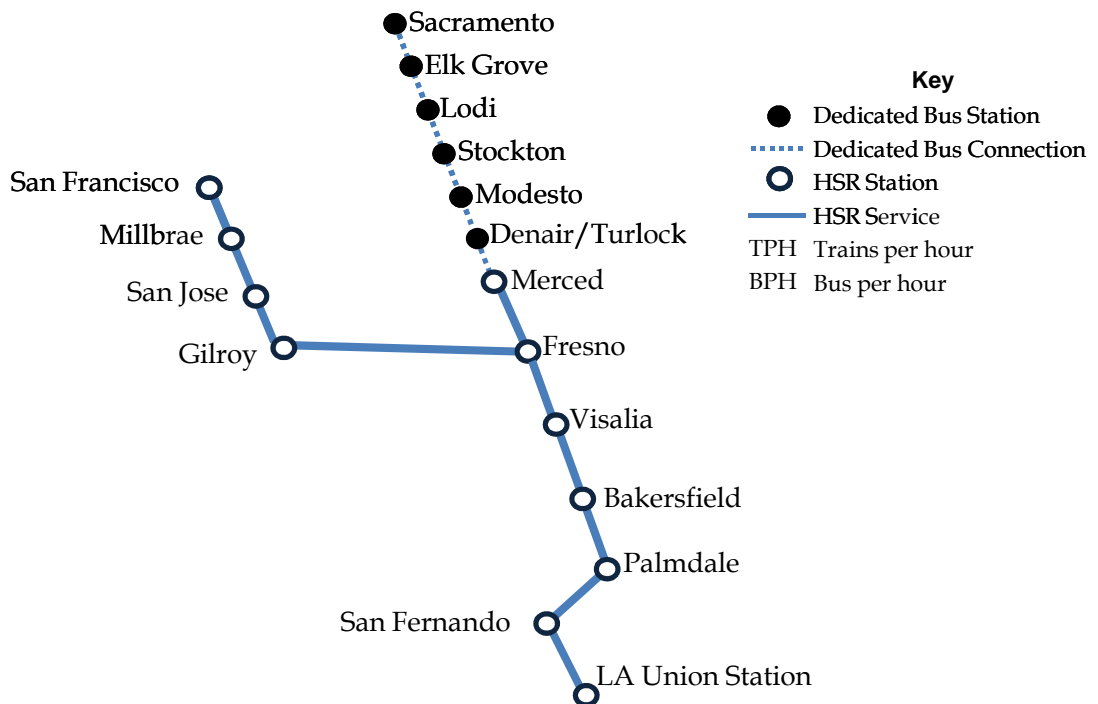 Sacramento
Elk Grove
Lodi
Stockton
Modesto
Denair/Turlock
Merced
San Francisco
Millbrae
San Jose
Gilroy
Fresno
Visalia
Bakersfield
Palmdale
San Fernando
LA Union Station
Key
Dedicated Bus Station
Dedicated Bus Connection
HSR Station
HSR Service
TPH Trains per hour
BPH Bus per hour